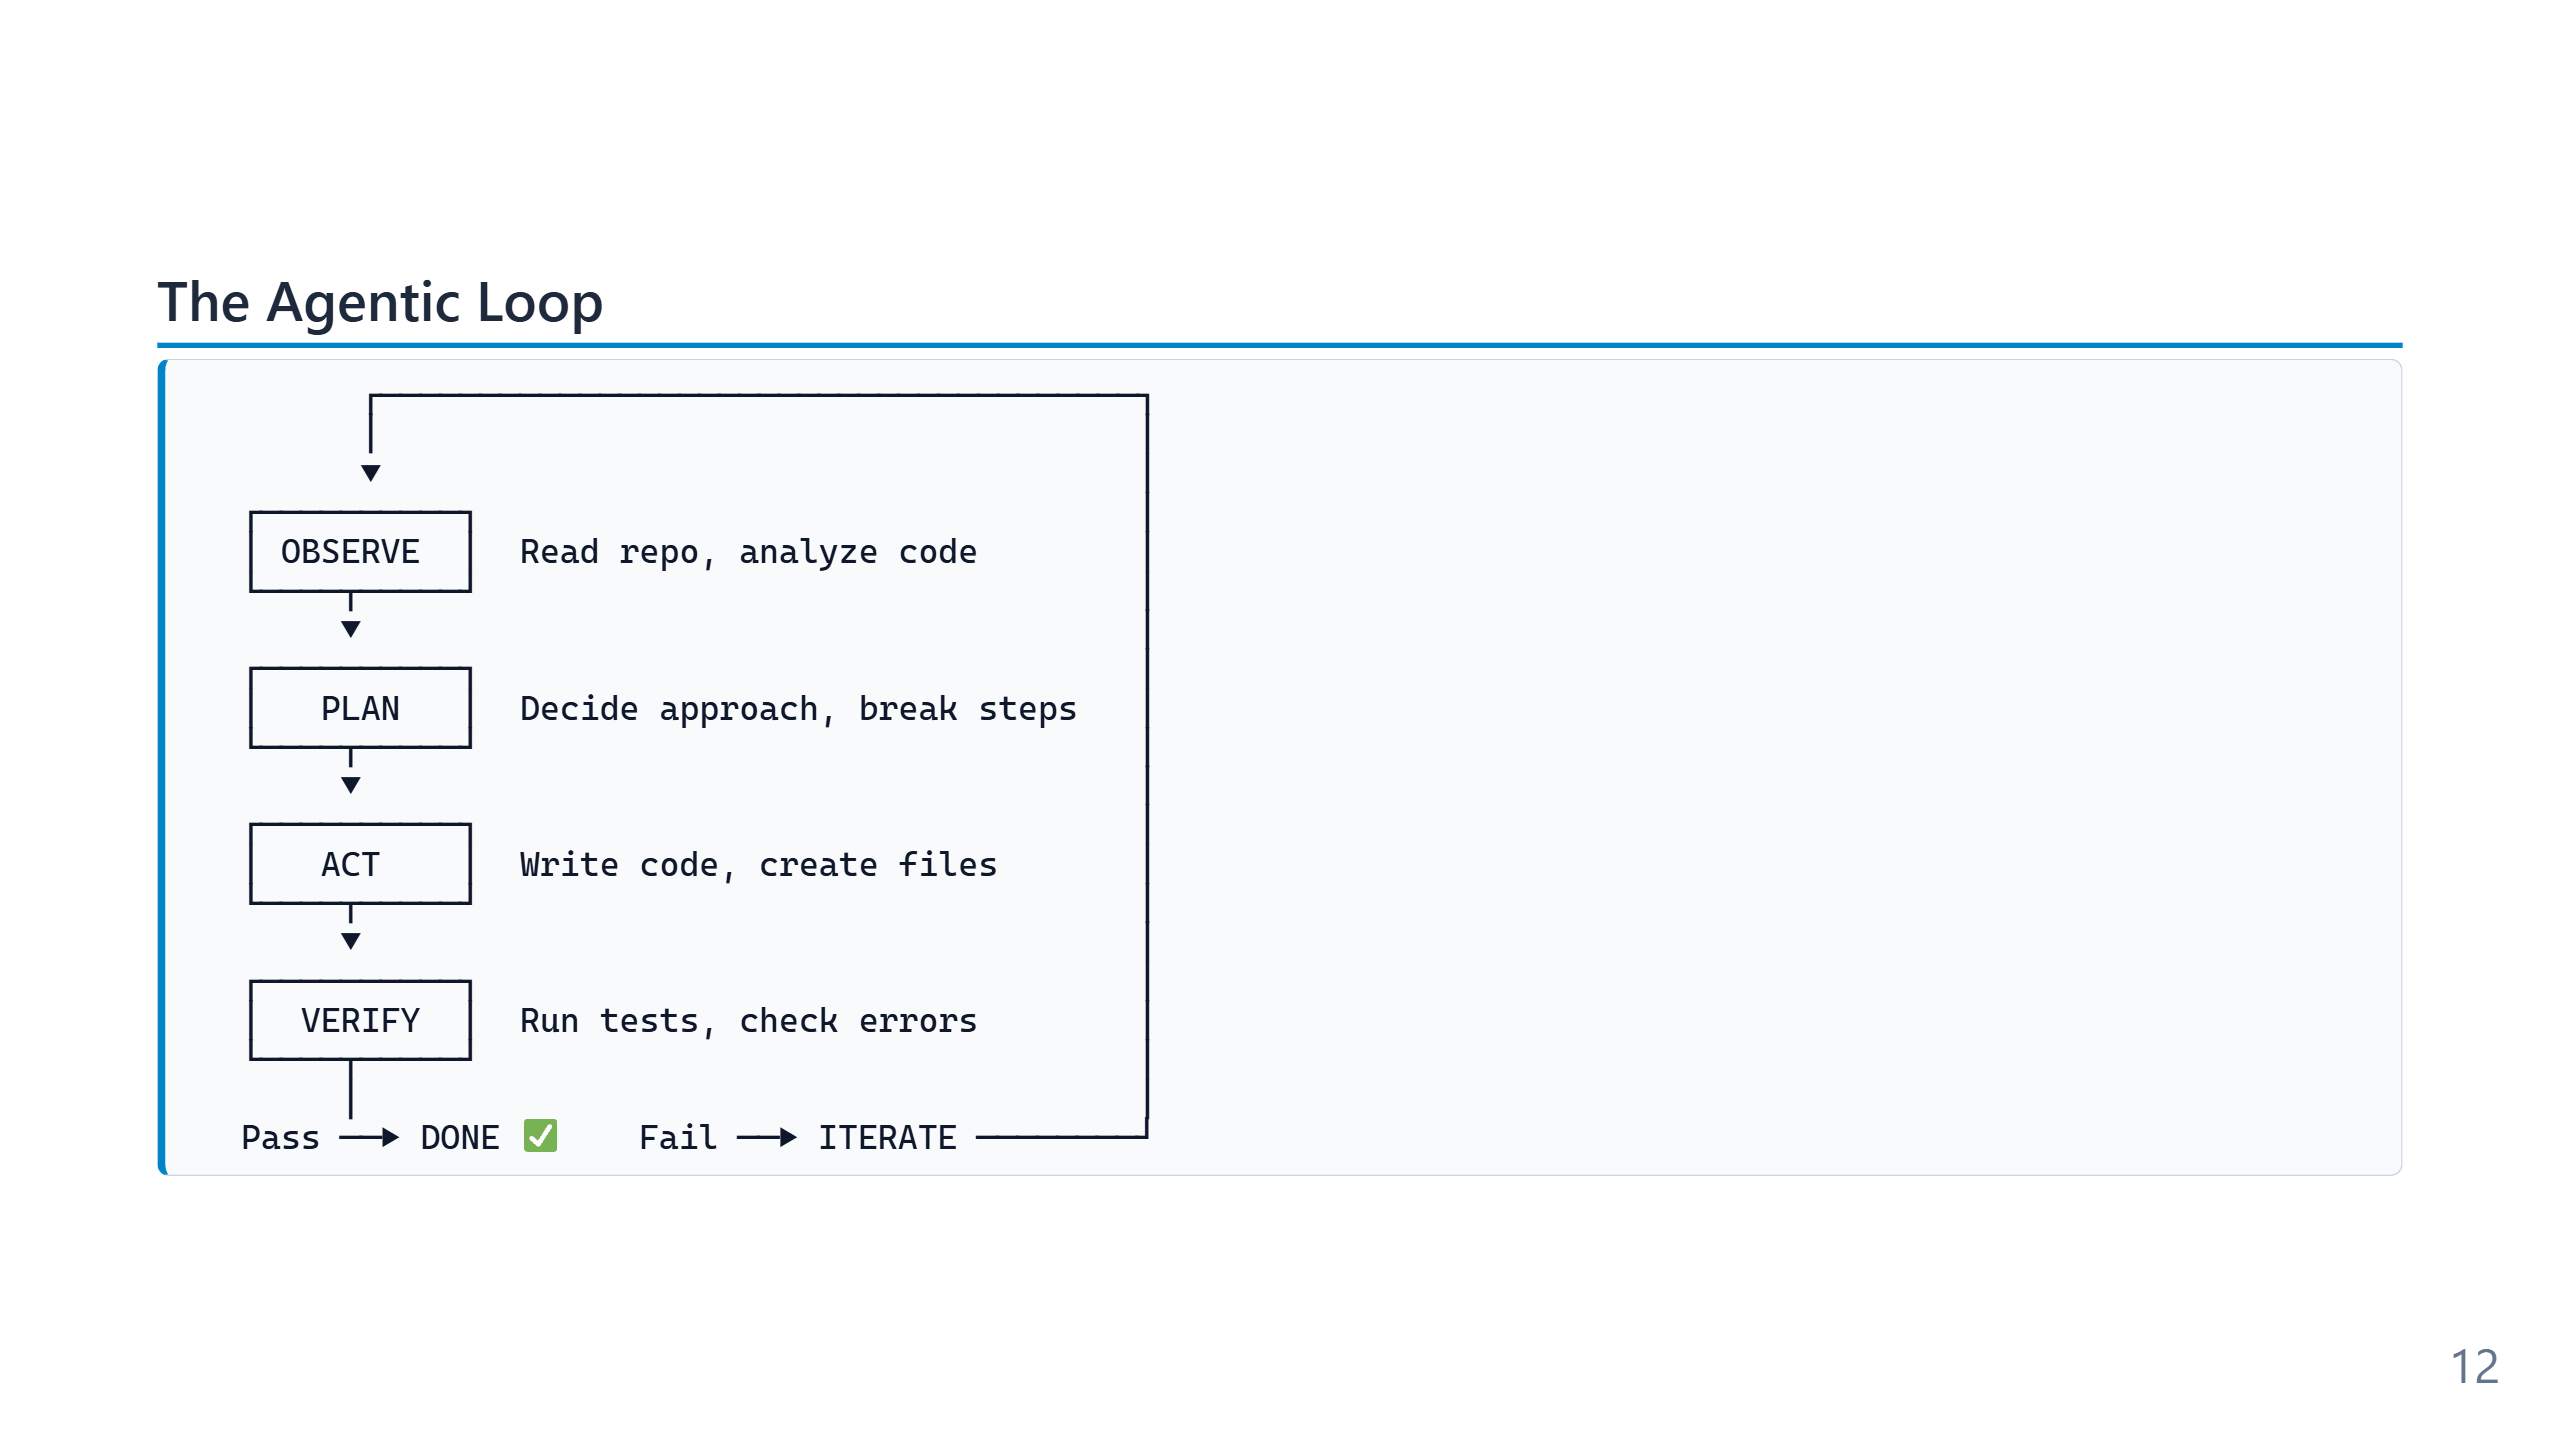 The Agentic Loop
OBSERVE Read repo, analyze code
PLAN Decide approach, break steps
ACT Write code, create files
VERIFY Run tests, check errors
Pass ──▶ DONE ✅ Fail ──▶ ITERATE
12